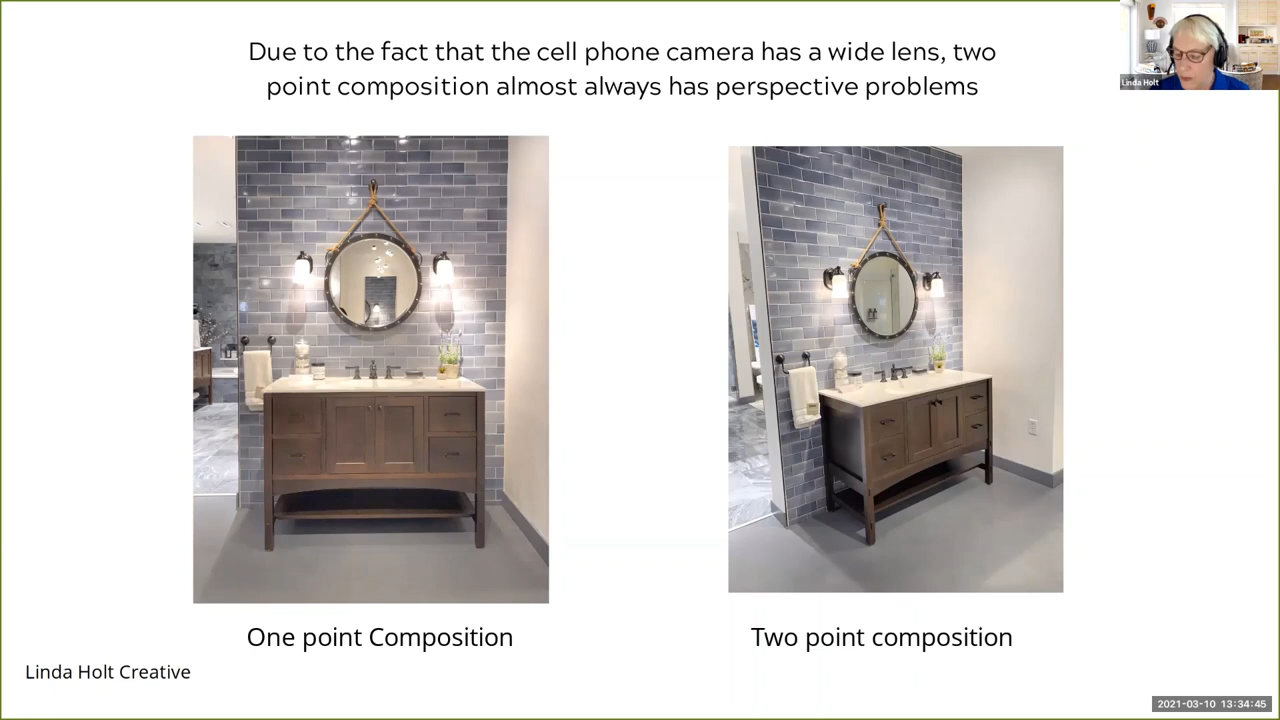 Due to the fact that the cell phone camera has a wide lens, two
point composition almost always has perspective problems
Linda Holt
One point Composition
Two point composition
Linda Holt Creative
2021-03-10 13:34:45